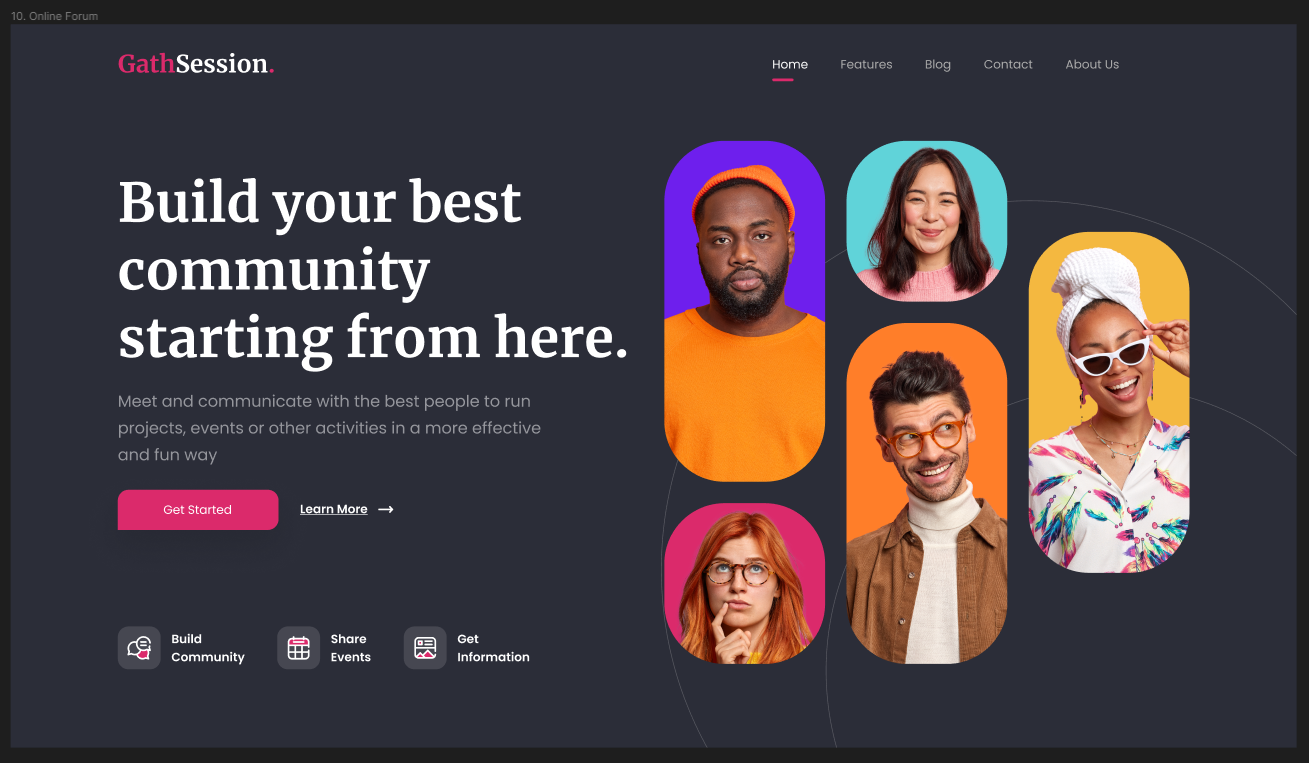 10. Online Forum
GathSession.
Home
Features
Blog
Contact
About Us
Build your best
community
starting from here.
Meet and communicate with the best people to run
projects, events or other activities in a more effective
and fun way
Get Started
Learn More
Build
Community
Share
Events
Get
Information